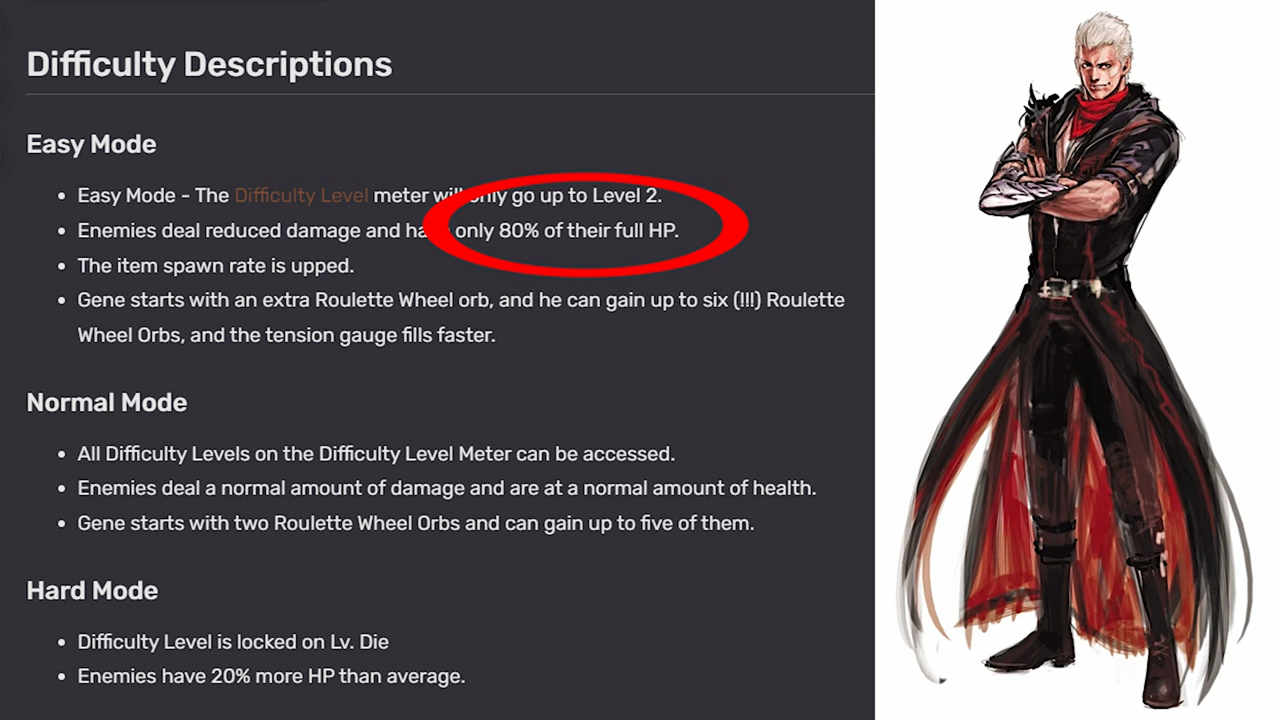 Difficulty Descriptions
Easy Mode
Easy Mode - The Difficulty Level meter will only go up to Level 2.
Enemies deal reduced damage and only 80% of their full HP.
The item spawn rate is upped.
Gene starts with an extra Roulette Wheel orb, and he can gain up to six (!!!) Roulette
Wheel Orbs, and the tension gauge fills faster.
Normal Mode
All Difficulty Levels on the Difficulty Level Meter can be accessed.
Enemies deal a normal amount of damage and are at a normal amount of health.
Gene starts with two Roulette Wheel Orbs and can gain up to five of them.
Hard Mode
Difficulty Level is locked on Lv. Die
Enemies have 20% more HP than average.